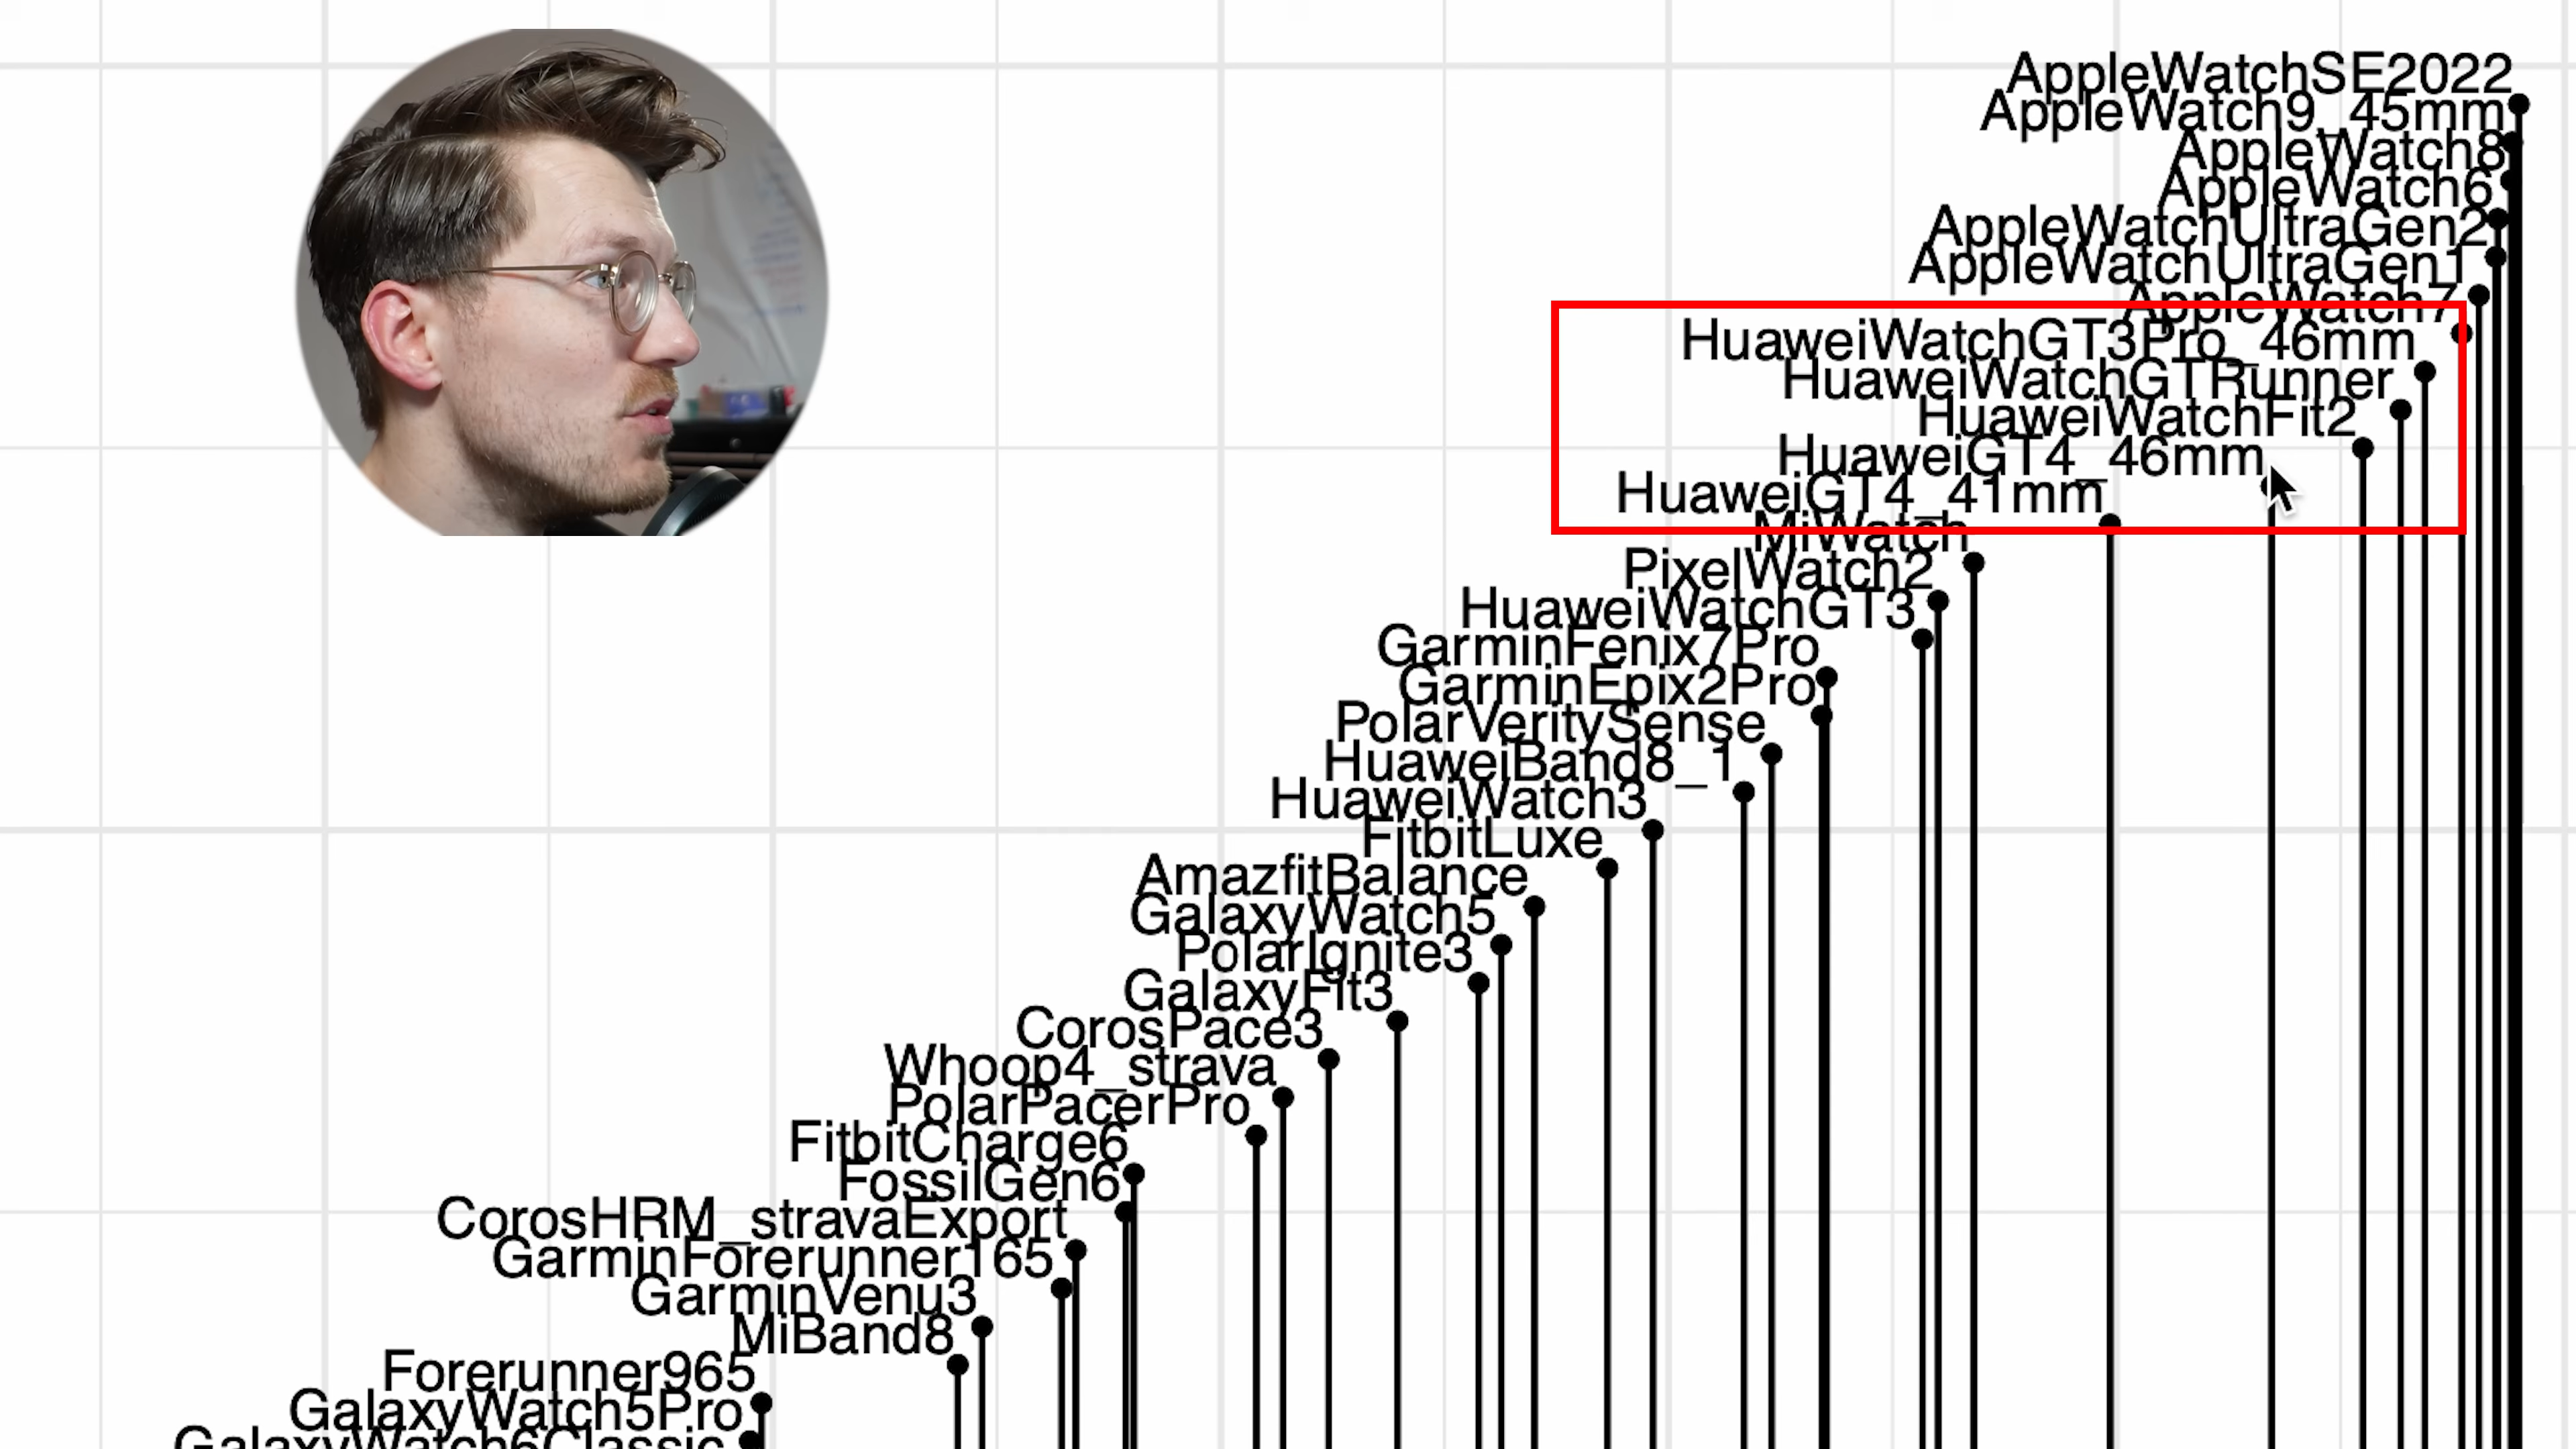 AppleWatchSE2022
AppleWatch9_45mm
AppleWatch8
AppleWatch6
AppleWatchUltraGen2
AppleWatchUltraGen1
AppleWatch7
HuaweiWatchGT3Pro_46mm
HuaweiWatchGTRunner
HuaweiWatchFit2
HuaweiGT4_46mm
HuaweiGT4_41mm
MiWatch
PixelWatch2
HuaweiWatchGT3
GarminFenix7Pro
GarminEpix2Pro
PolarVeritySense
HuaweiBand8_1
HuaweiWatch3
FitbitLuxe
AmazfitBalance
GalaxyWatch5
PolarIgnite3
GalaxyFit3
CorosPace3
Whoop4_strava
PolarPacerPro
FitbitCharge6
FossilGen6
CorosHRM_stravaExport
GarminForerunner165
GarminVenu3
MiBand8
Forerunner965
GalaxyWatch5Pro
GalaxyWatch6Classic